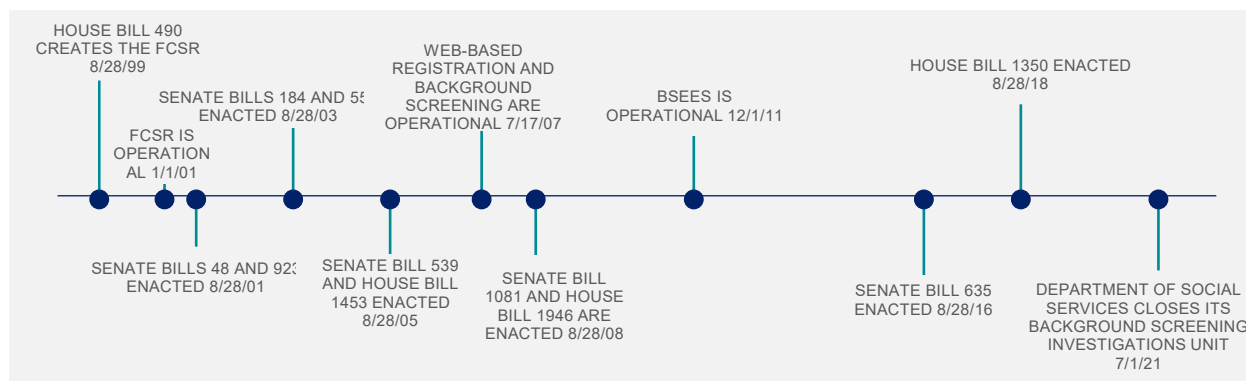 HOUSE BILL 490
CREATES THE FCSR
8/28/99
FCSR IS
OPERATION
AL 1/1/01
SENATE BILLS 48 AND 923
ENACTED 8/28/01
SENATE BILLS 184 AND 55
ENACTED 8/28/03
SENATE BILL 539
AND HOUSE BILL
1453 ENACTED
8/28/05
WEB-BASED
REGISTRATION AND
BACKGROUND
SCREENING ARE
OPERATIONAL 7/17/07
SENATE BILL
1081 AND HOUSE
BILL 1946 ARE
ENACTED 8/28/08
BSEES IS
OPERATIONAL 12/1/11
SENATE BILL 635
ENACTED 8/28/16
HOUSE BILL 1350 ENACTED
8/28/18
DEPARTMENT OF SOCIAL
SERVICES CLOSES ITS
BACKGROUND SCREENING
INVESTIGATIONS UNIT
7/1/21